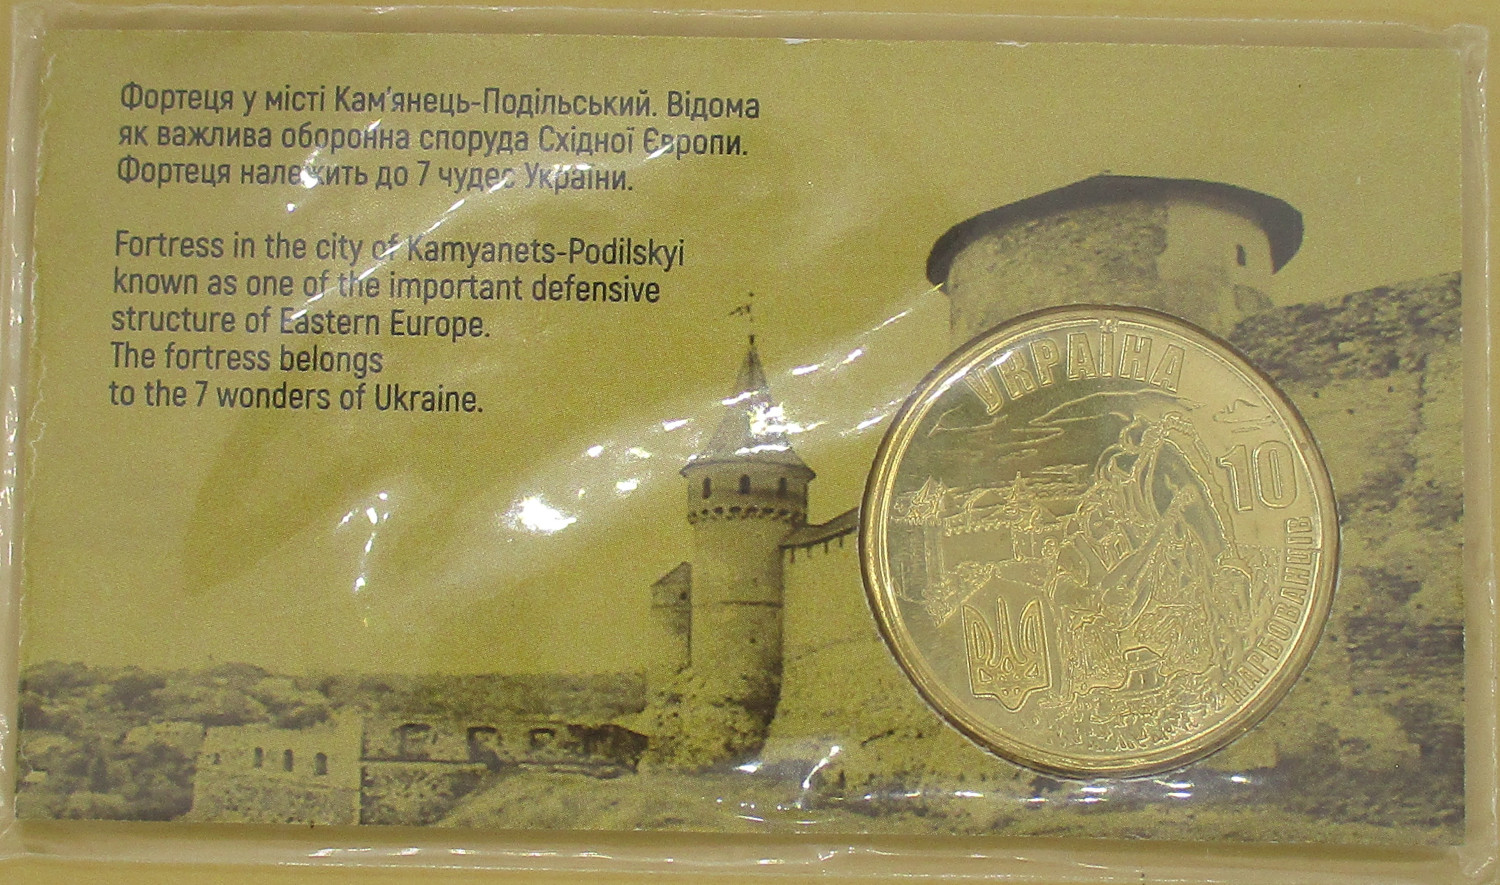 Фортеця у місті Кам'янець-Подільський. Відома
як важлива оборонна споруда Східної Європи.
Фортеця належить до 7 чудес України.
Fortress in the city of Kamyanets-Podilskyi
known as one of the important defensive
structure of Eastern Europe.
The fortress belongs
to the 7 wonders of Ukraine.
УКРАЇНА
10
КАРБОВАНЦІВ